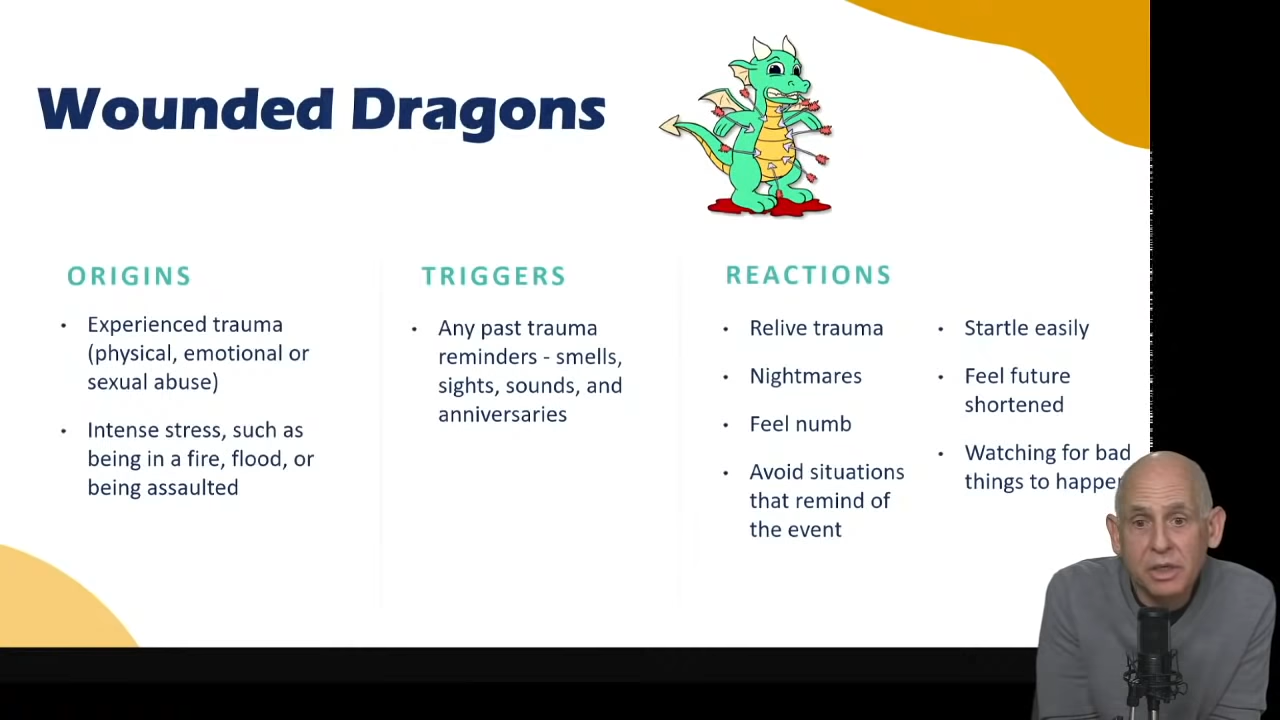 Wounded Dragons
ORIGINS
• Experienced trauma
(physical, emotional or
sexual abuse)
• Intense stress, such as
being in a fire, flood, or
being assaulted
TRIGGERS
• Any past trauma
reminders - smells,
sights, sounds, and
anniversaries
REACTIONS
• Relive trauma
• Nightmares
• Feel numb
• Avoid situations
that remind of
the event
• Startle easily
• Feel future
shortened
• Watching for bad
things to happen